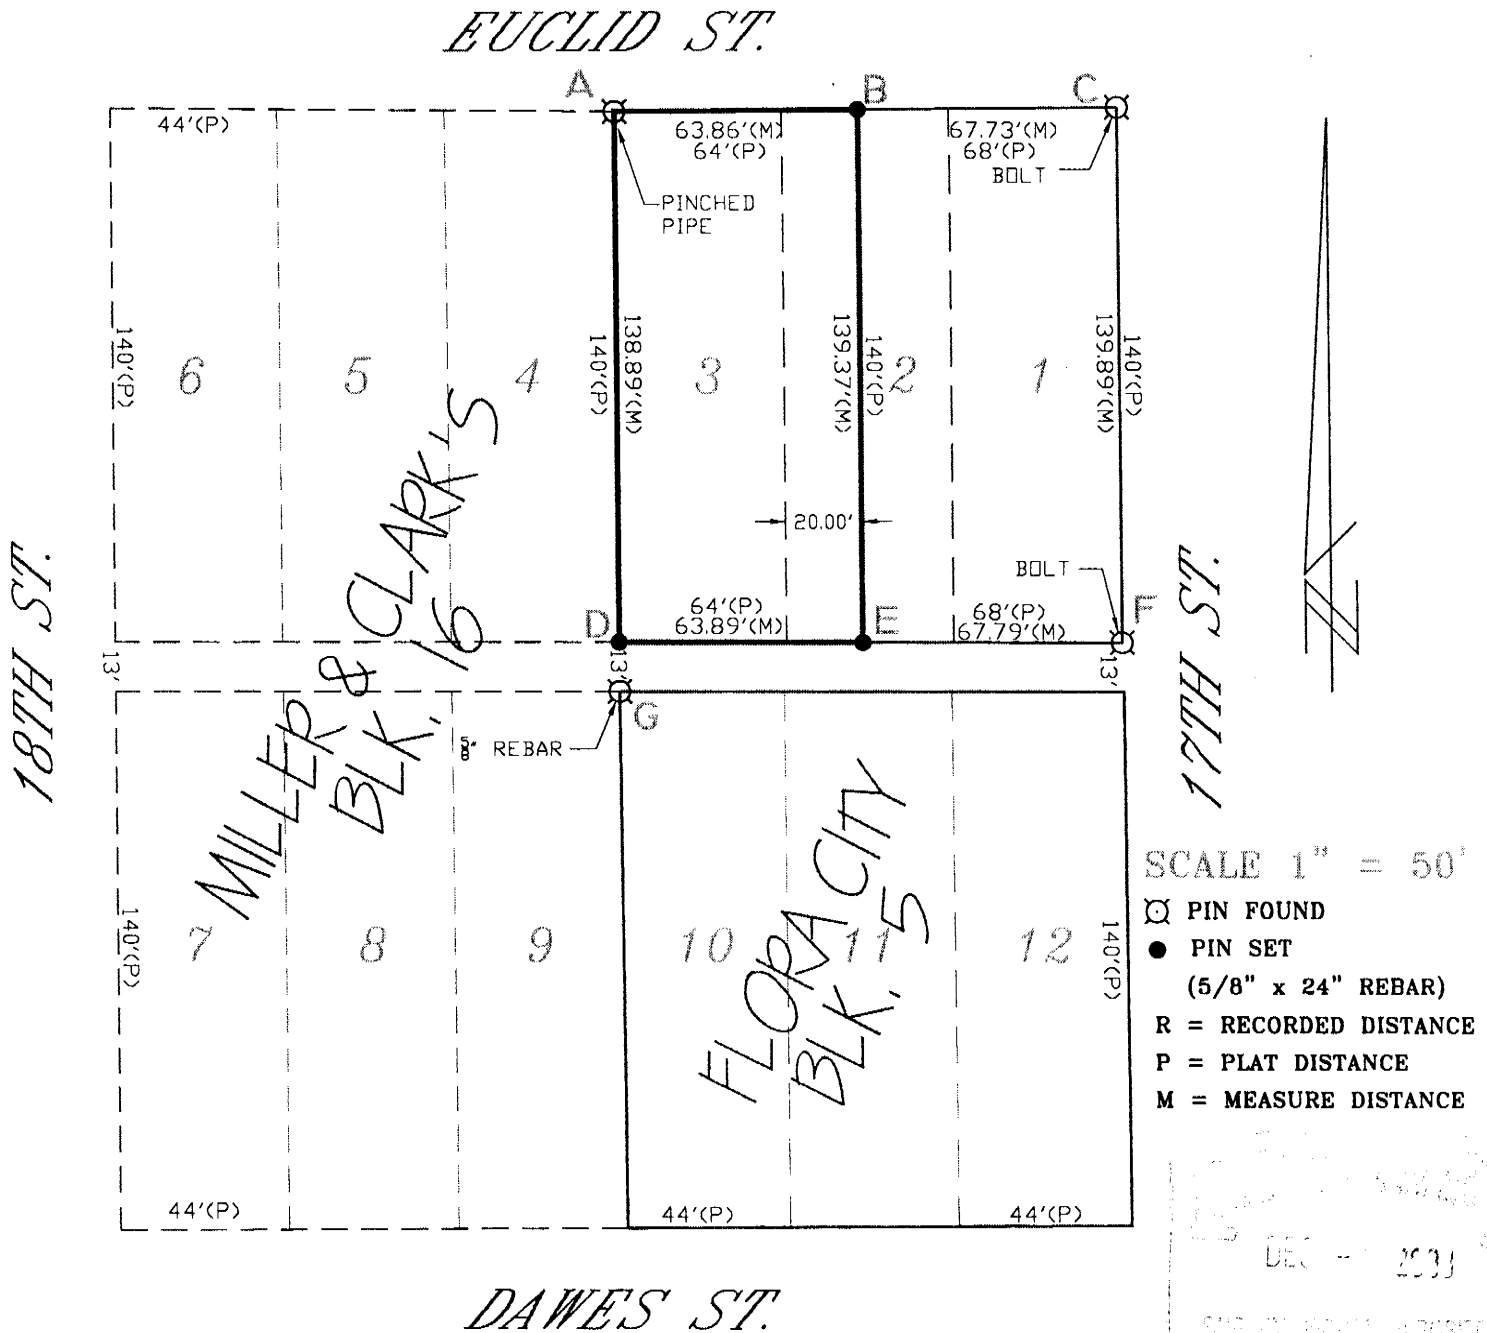 EUCLID ST.
A
B
C
44'(P)
63.86'(M)
64'(P)
67.73'(M)
68'(P)
BOLT
PINCHED
PIPE
140'(P)
6
5
4
140'(P)
138.89'(M)
3
139.37'(M)
140'(P)
2
1
139.89'(M)
140'(P)
20.00'
BOLT
18TH ST.
17TH ST.
MILLER & CLARK'S
BLK. 16
D
64'(P)
63.89'(M)
E
68'(P)
67.79'(M)
F
13'
13'
13'
G
5/8" REBAR
N
140'(P)
7
8
9
10
11
12
140'(P)
FLORA CITY
BLK. 5
44'(P)
44'(P)
44'(P)
DAWES ST.
SCALE 1" = 50'
PIN FOUND
PIN SET
(5/8" x 24" REBAR)
R = RECORDED DISTANCE
P = PLAT DISTANCE
M = MEASURE DISTANCE
DEC